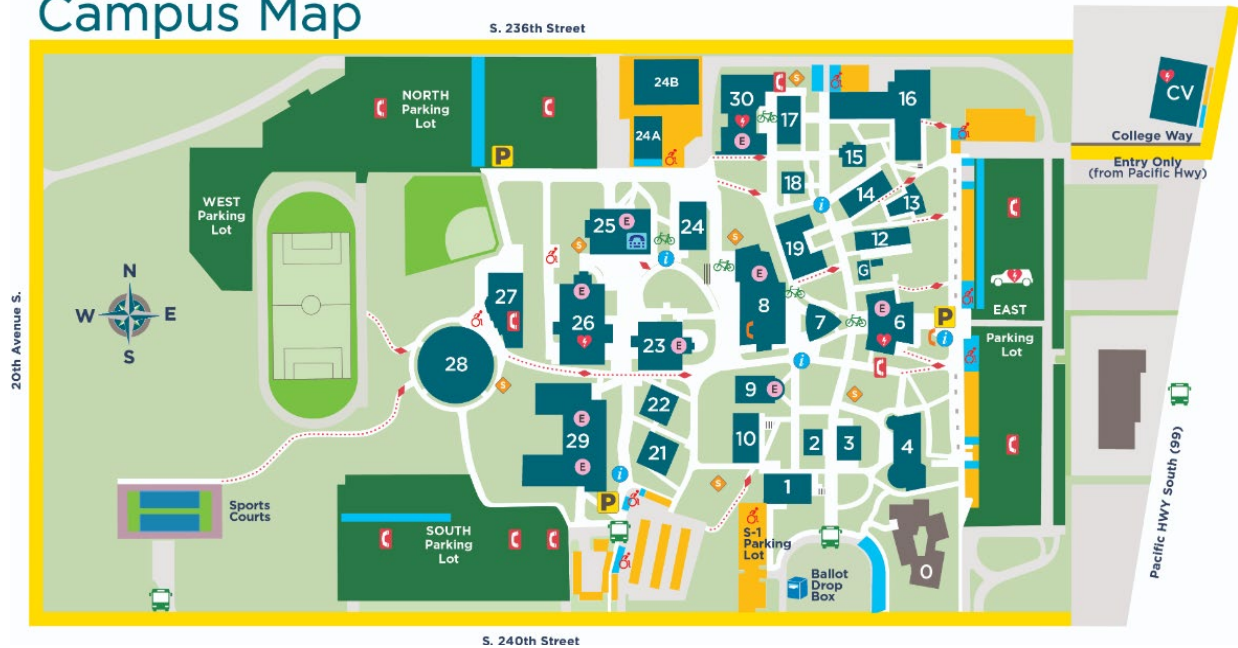 Campus Map
S. 236th Street
24B
30
17
16
CV
NORTH
Parking
Lot
24A
College Way
P
15
Entry Only
(from Pacific Hwy)
18
14
13
WEST
Parking
Lot
25
E
24
i
19
12
S
N
W E
S
G
27
26
E
8
E
7
6
E
P
EAST
Parking
Lot
20th Avenue S.
28
23
E
i
i
S
9
E
S
22
29
E
E
10
2
3
4
21
i
S
1
P
Sports
Courts
SOUTH
Parking
Lot
S-1
Parking
Lot
0
Ballot
Drop
Box
Pacific HWY South (99)
S. 240th Street